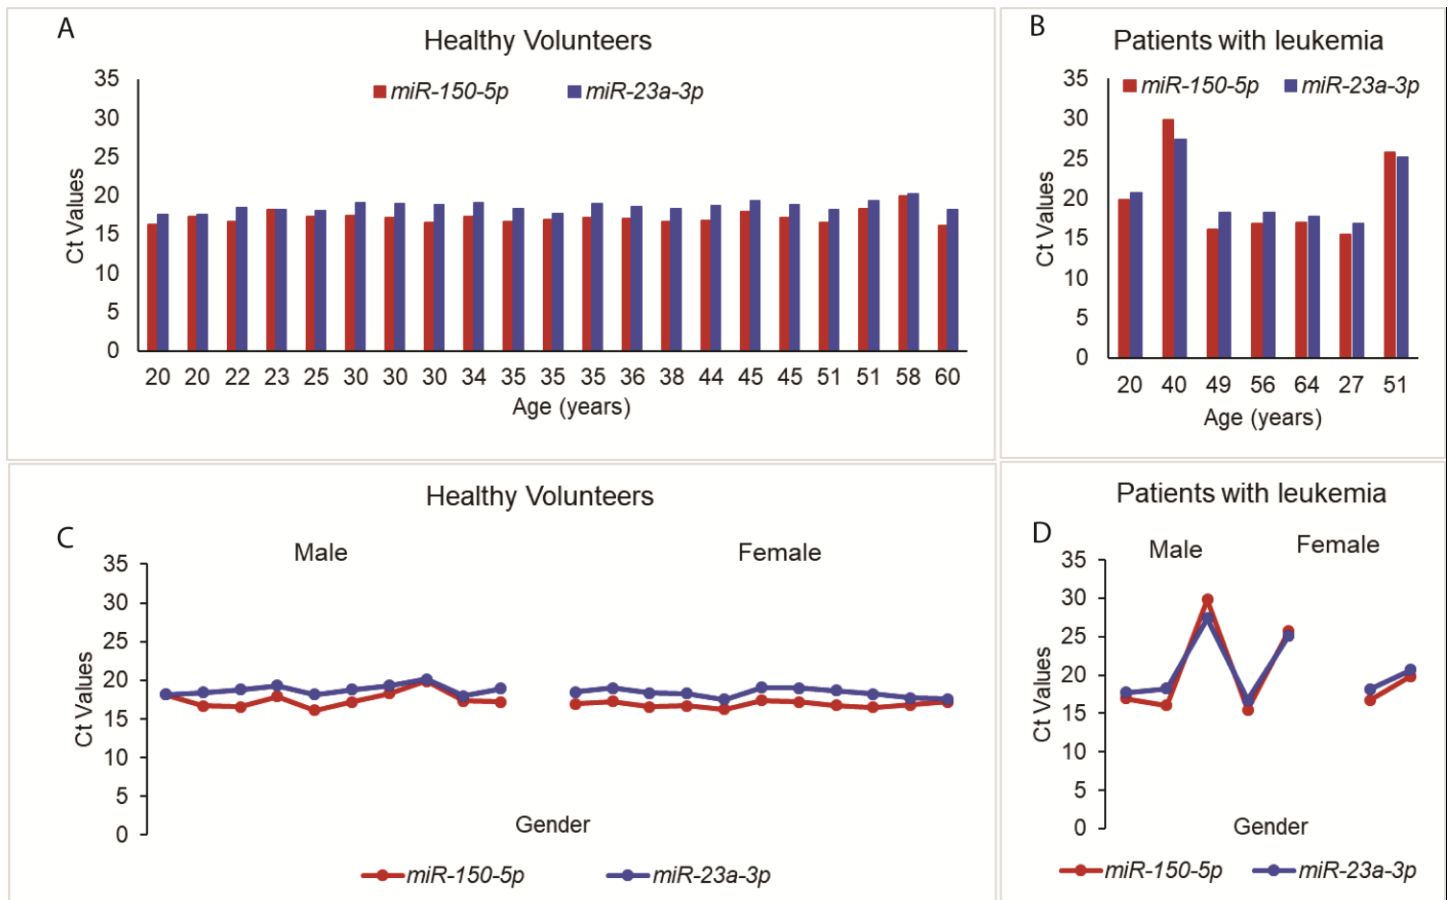 A
Healthy Volunteers
miR-150-5p miR-23a-3p
35
30
25
20
15
10
5
0
Ct Values
20 20 22 23 25 30 30 30 34 35 35 35 36 38 44 45 45 51 51 58 60
Age (years)
B
Patients with leukemia
miR-150-5p miR-23a-3p
35
30
25
20
15
10
5
0
Ct Values
20 40 49 56 64 27 51
Age (years)
Healthy Volunteers
C
Male Female
35
30
25
20
15
10
5
0
Ct Values
Gender
miR-150-5p miR-23a-3p
Patients with leukemia
D
Male Female
35
30
25
20
15
10
5
0
Ct Values
Gender
miR-150-5p miR-23a-3p